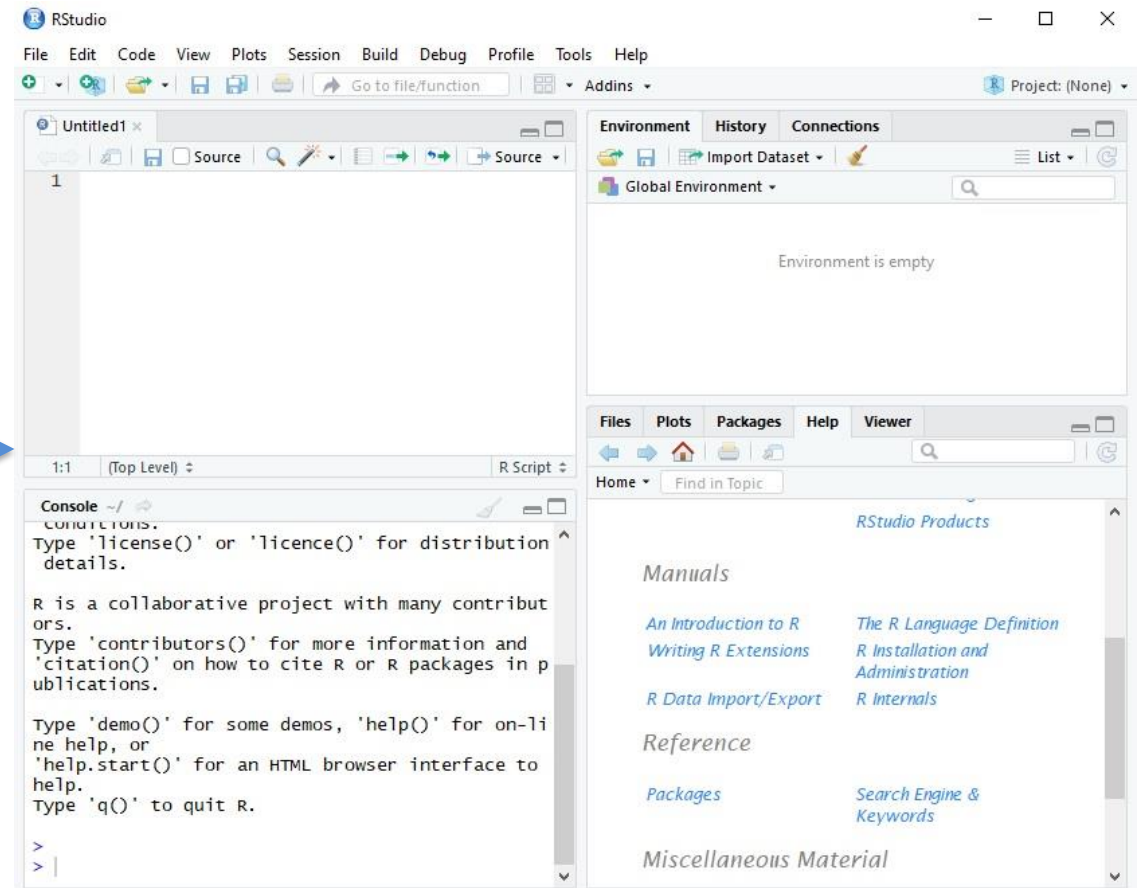 RStudio
File Edit Code View Plots Session Build Debug Profile Tools Help
Go to file/function Addins Project: (None)
Untitled1
Source Source
1
1:1 (Top Level) R Script
Console ~/
conditions.
Type 'license()' or 'licence()' for distribution
 details.
R is a collaborative project with many contribut
ors.
Type 'contributors()' for more information and
'citation()' on how to cite R or R packages in p
ublications.
Type 'demo()' for some demos, 'help()' for on-li
ne help, or
'help.start()' for an HTML browser interface to
help.
Type 'q()' to quit R.
>
>
Environment History Connections
Import Dataset List
Global Environment
Environment is empty
Files Plots Packages Help Viewer
Home Find in Topic
RStudio Products
Manuals
An Introduction to R The R Language Definition
Writing R Extensions R Installation and
Administration
R Data Import/Export R Internals
Reference
Packages Search Engine &
Keywords
Miscellaneous Material